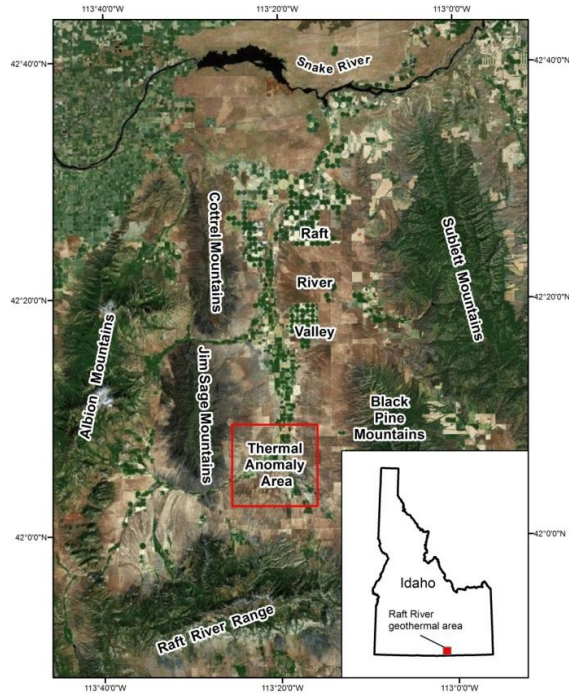 113°40'0"W
113°20'0"W
113°0'0"W
42°40'0"N
42°40'0"N
Snake River
Cottrel Mountains
Raft
River
Valley
Sublett Mountains
42°20'0"N
42°20'0"N
Albion Mountains
Jim Sage Mountains
Black
Pine
Mountains
Thermal
Anomaly
Area
42°0'0"N
42°0'0"N
Idaho
Raft River
geothermal area
Raft River Range
113°40'0"W
113°20'0"W
113°0'0"W